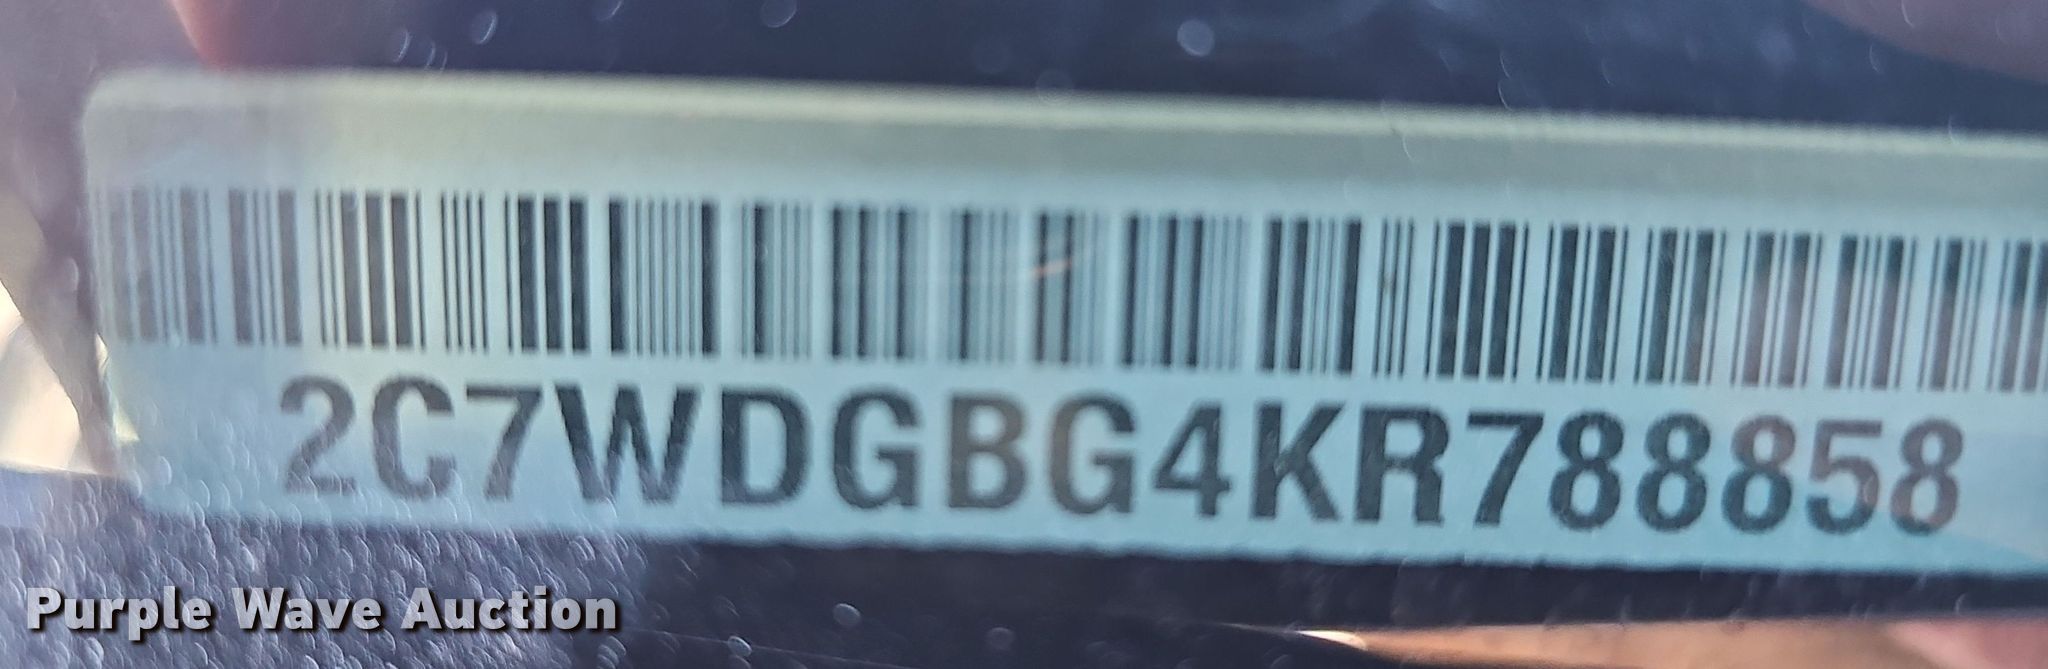 2C7WDGBG4KR788858
Purple Wave Auction